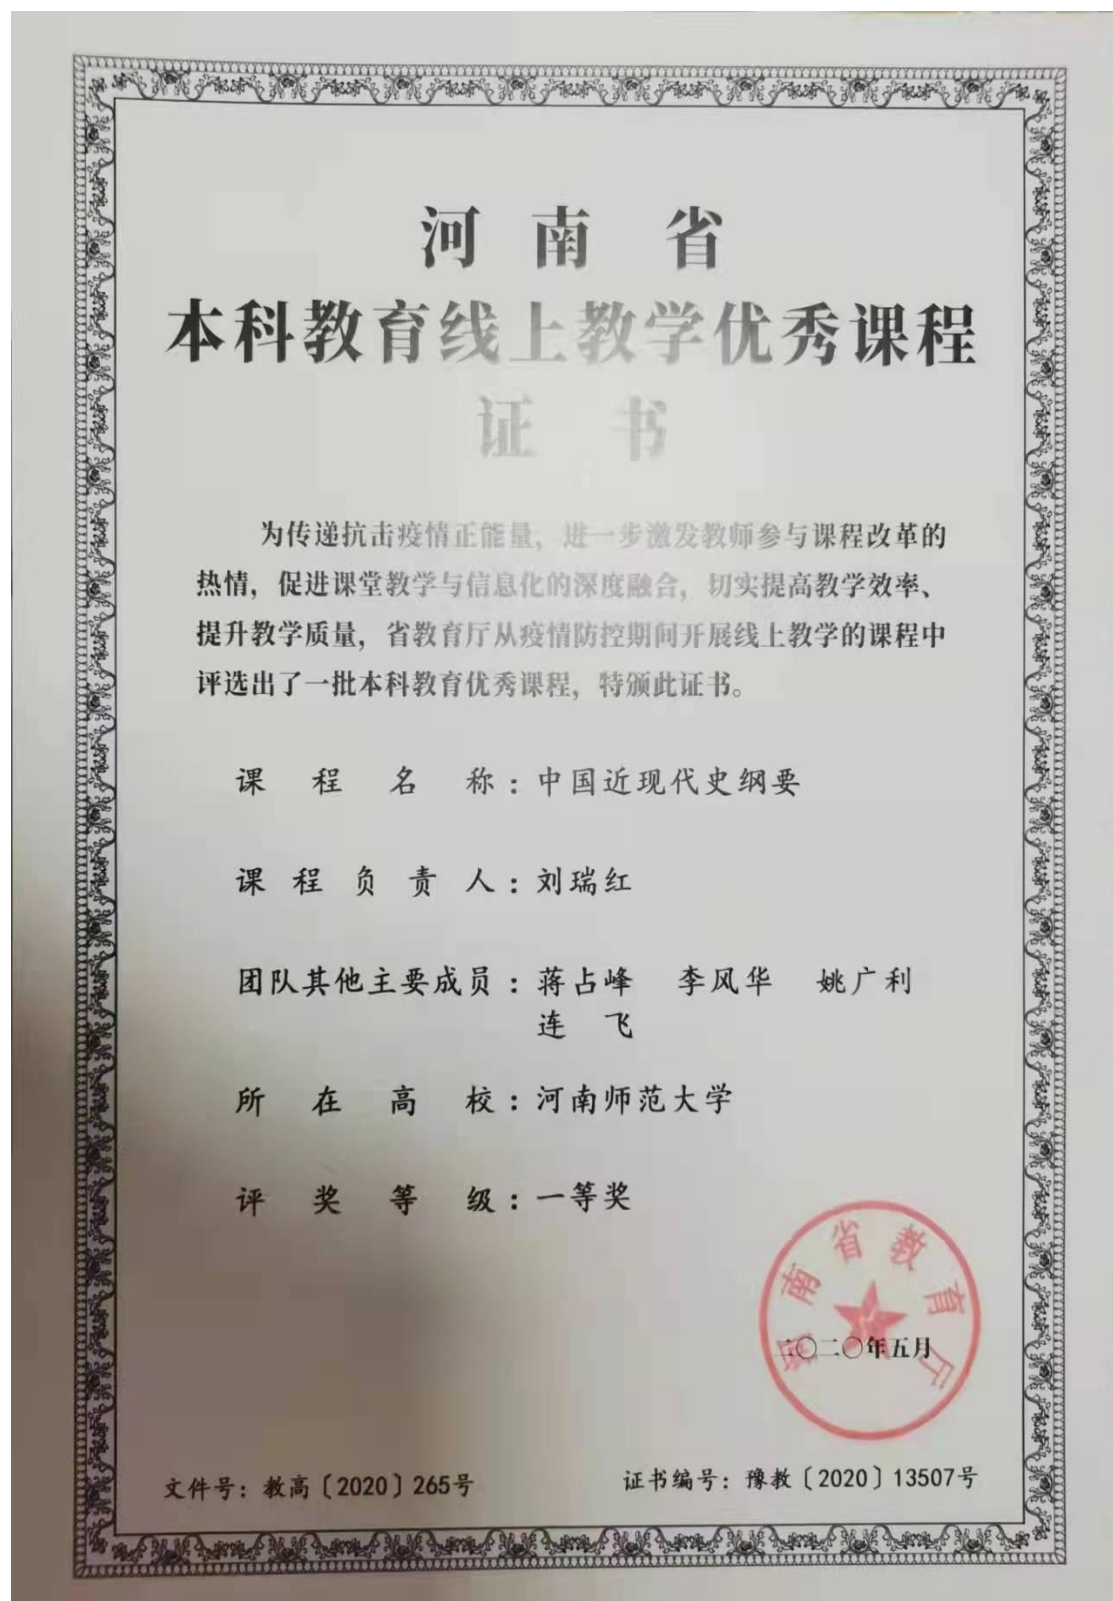 河南省
本科教育线上教学优秀课程
证书
为传递抗击疫情正能量，进一步激发教师参与课程改革的
热情，促进课堂教学与信息化的深度融合，切实提高教学效率、
提升教学质量，省教育厅从疫情防控期间开展线上教学的课程中
评选出了一批本科教育优秀课程，特颁此证书。
课程名称：中国近现代史纲要
课程负责人：刘瑞红
团队其他主要成员：蒋占峰 李风华 姚广利
连飞
所在高校：河南师范大学
评奖等级：一等奖
河南省教育厅
二〇二〇年五月
文件号：教高〔2020〕265号
证书编号：豫教〔2020〕13507号